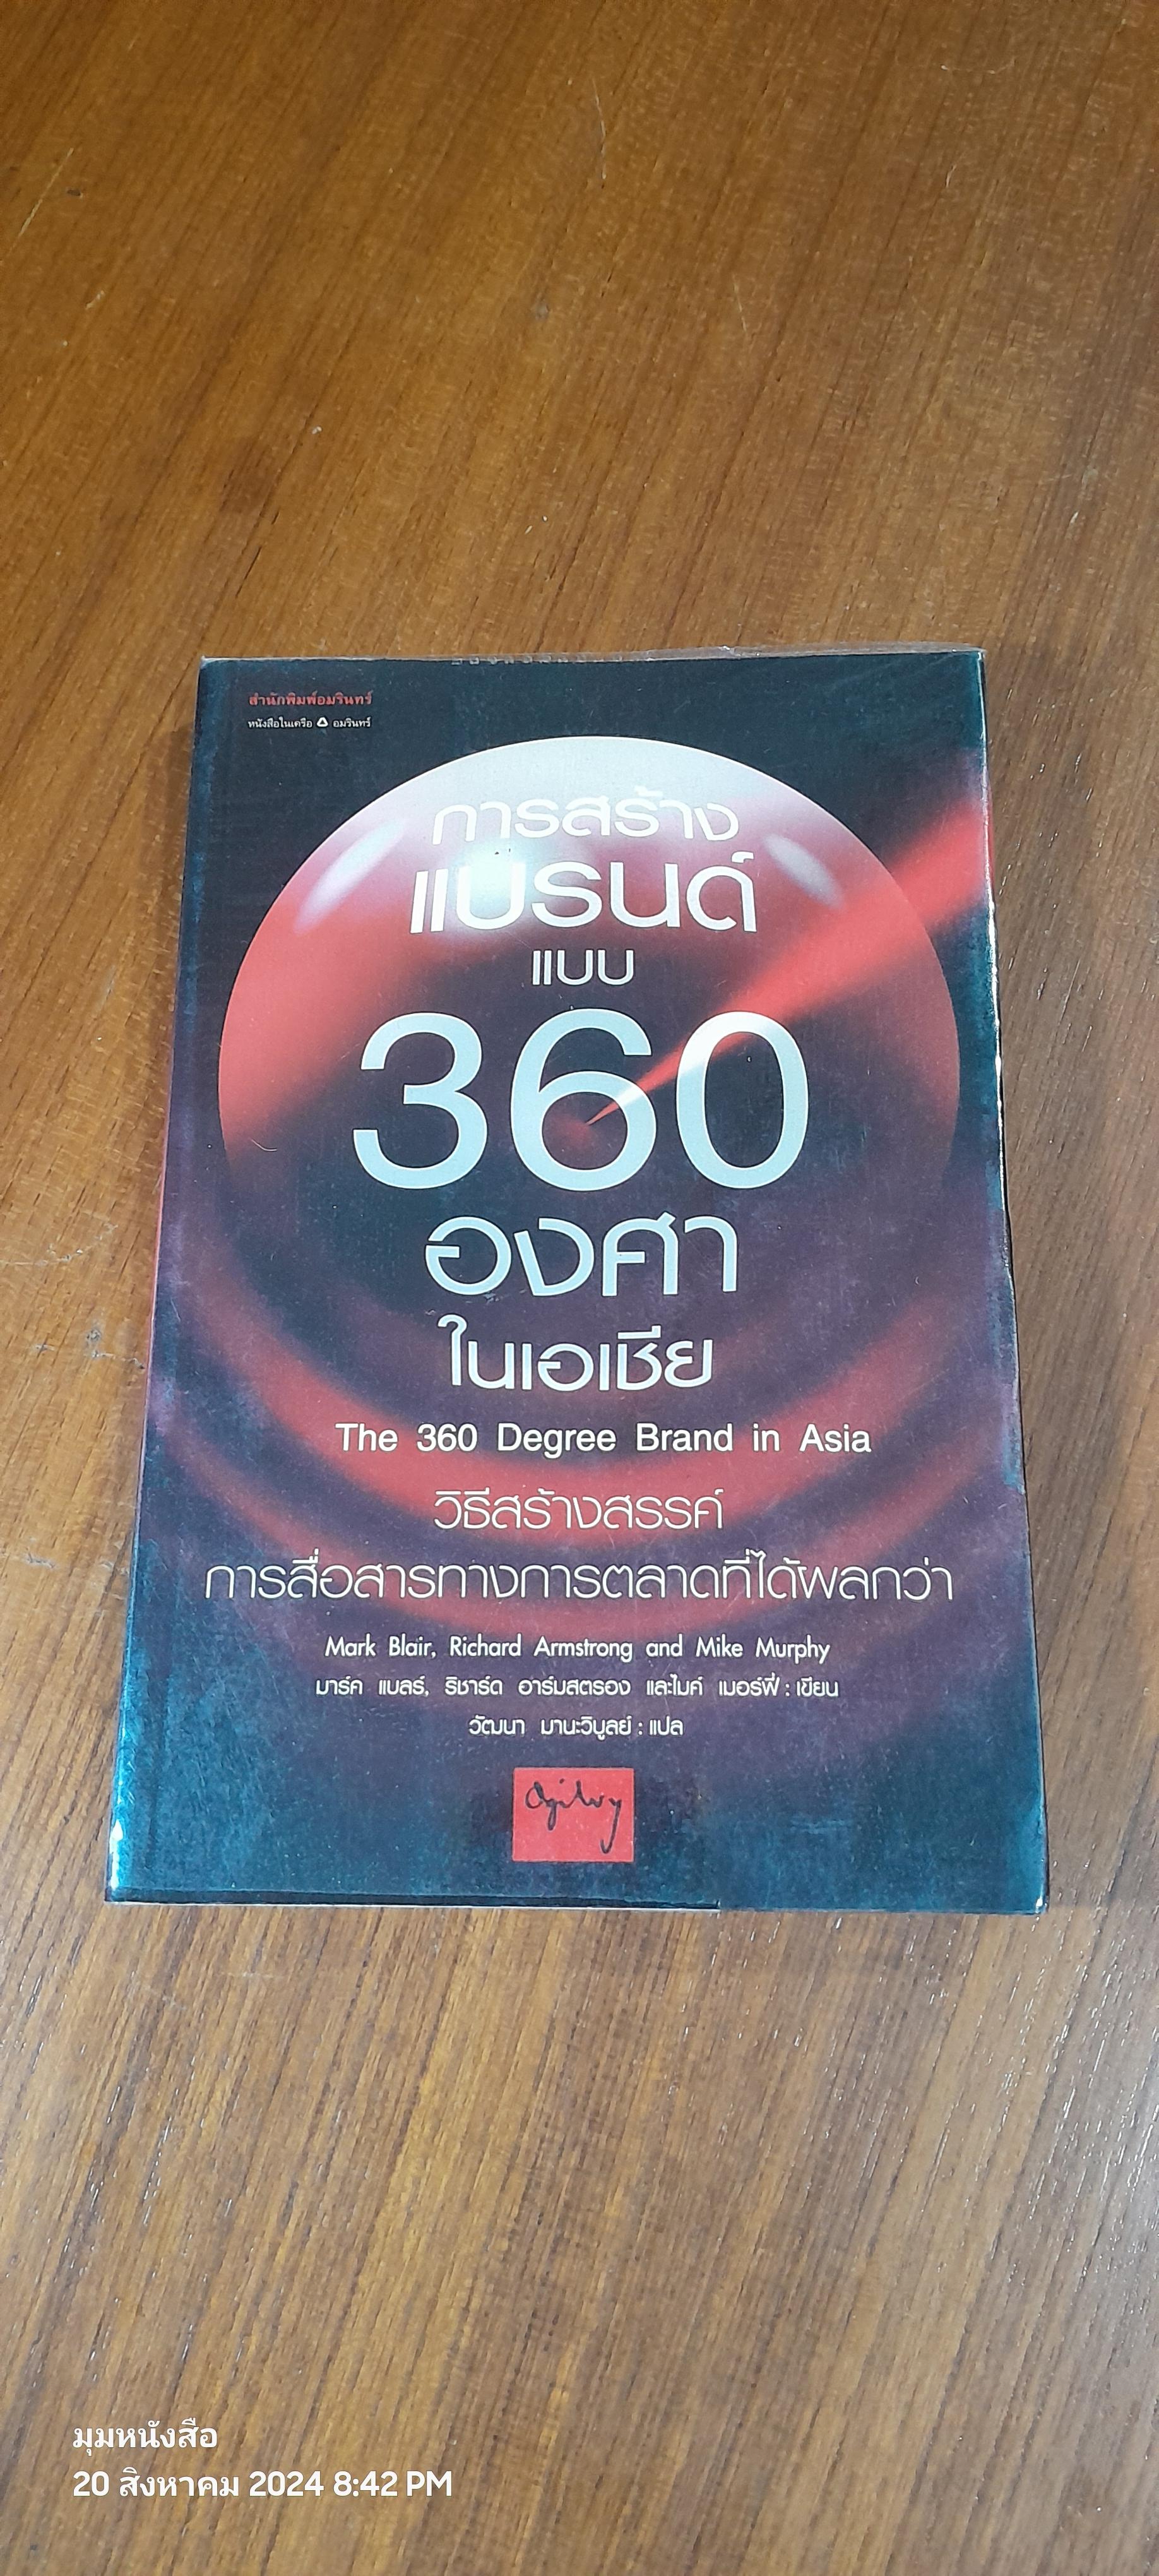 สำนักพิมพ์อมรินทร์
หนังสือในเครือ อมรินทร์
การสร้าง
แบรนด์
แบบ
360
องศา
ในเอเชีย
The 360 Degree Brand in Asia
วิธีสร้างสรรค์
การสื่อสารทางการตลาดที่ได้ผลกว่า
Mark Blair, Richard Armstrong and Mike Murphy
มาร์ค แบลร์, ริชาร์ด อาร์มสตรอง และไมค์ เมอร์ฟี่ : เขียน
วัฒนา มานะวิบูลย์ : แปล
Ogilvy
มุมหนังสือ
20 สิงหาคม 2024 8:42 PM